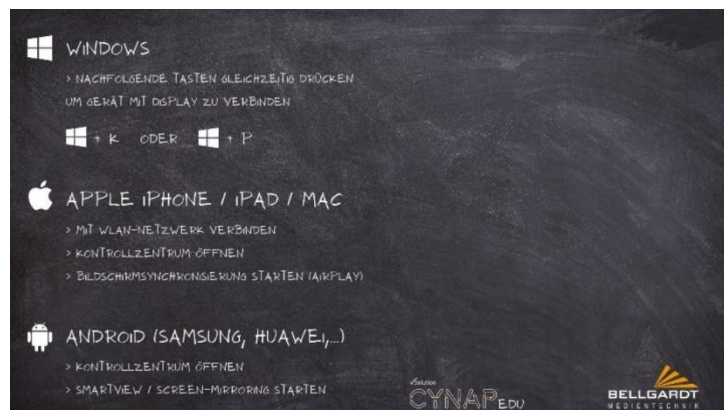 WINDOWS
> NACHFOLGENDE TASTEN GLEICHZEITIG DRÜCKEN
UM GERÄT MIT DISPLAY ZU VERBINDEN
+ K ODER + P
APPLE iPHONE / iPAD / MAC
> MIT WLAN-NETZWERK VERBINDEN
> KONTROLLZENTRUM ÖFFNEN
> BILDSCHIRMSYNCHRONISIERUNG STARTEN (AIRPLAY)
ANDROID (SAMSUNG, HUAWEI,...)
> KONTROLLZENTRUM ÖFFNEN
> SMARTVIEW / SCREEN-MIRRORING STARTEN
vSolution
CYNAP EDU
BELLGARDT
MEDIENTECHNIK